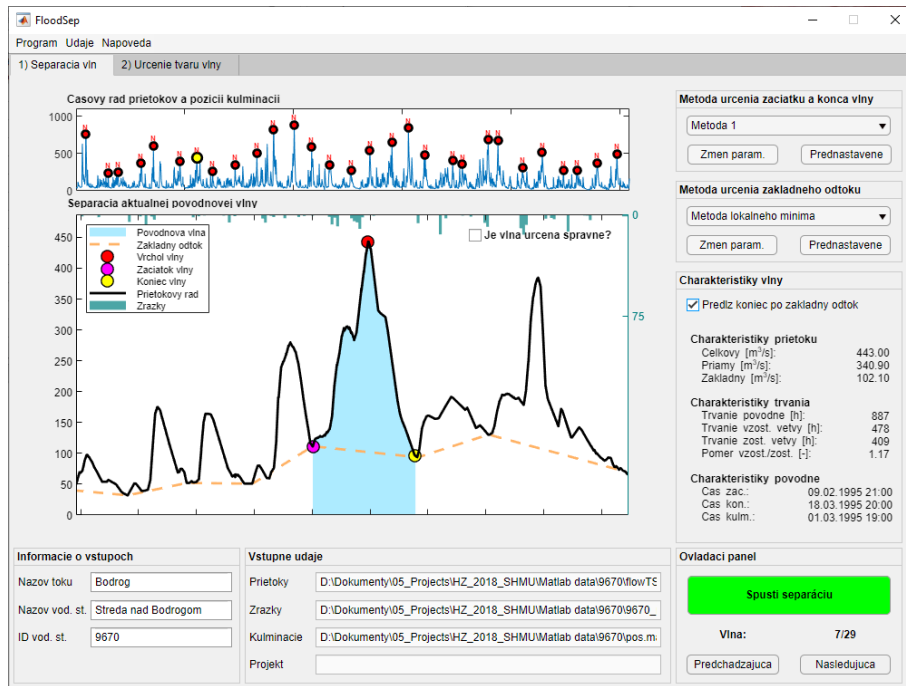 FloodSep
Program Udaje Napoveda
1) Separacia vln 2) Urcenie tvaru vlny
Casovy rad prietokov a pozicii kulminacii
1000
500
0
N N N N N N N N N N N N N N N N N N N N N N N N N N N N N
Separacia aktualnej povodnovej vlny
450
400
350
300
250
200
150
100
50
0
Povodnova vlna
Zakladny odtok
Vrchol vlny
Zaciatok vlny
Koniec vlny
Prietokovy rad
Zrazky
Je vlna urcena spravne?
0
75
Metoda urcenia zaciatku a konca vlny
Metoda 1
Zmen param. Prednastavene
Metoda urcenia zakladneho odtoku
Metoda lokalneho minima
Zmen param. Prednastavene
Charakteristiky vlny
Predlz koniec po zakladny odtok
Charakteristiky prietoku
Celkovy [m³/s]: 443.00
Priamy [m³/s]: 340.90
Zakladny [m³/s]: 102.10
Charakteristiky trvania
Trvanie povodne [h]: 887
Trvanie vzost. vetvy [h]: 478
Trvanie zost. vetvy [h]: 409
Pomer vzost./zost. [-]: 1.17
Charakteristiky povodne
Cas zac.: 09.02.1995 21:00
Cas kon.: 18.03.1995 20:00
Cas kulm.: 01.03.1995 19:00
Informacie o vstupoch
Nazov toku Bodrog
Nazov vod. st. Streda nad Bodrogom
ID vod. st. 9670
Vstupne udaje
Prietoky D:\Dokumenty\05_Projects\HZ_2018_SHMU\Matlab data\9670\flowTS
Zrazky D:\Dokumenty\05_Projects\HZ_2018_SHMU\Matlab data\9670\9670_
Kulminacie D:\Dokumenty\05_Projects\HZ_2018_SHMU\Matlab data\9670\pos.ma
Projekt
Ovladaci panel
Spusti separáciu
Vlna: 7/29
Predchadzajuca Nasledujuca